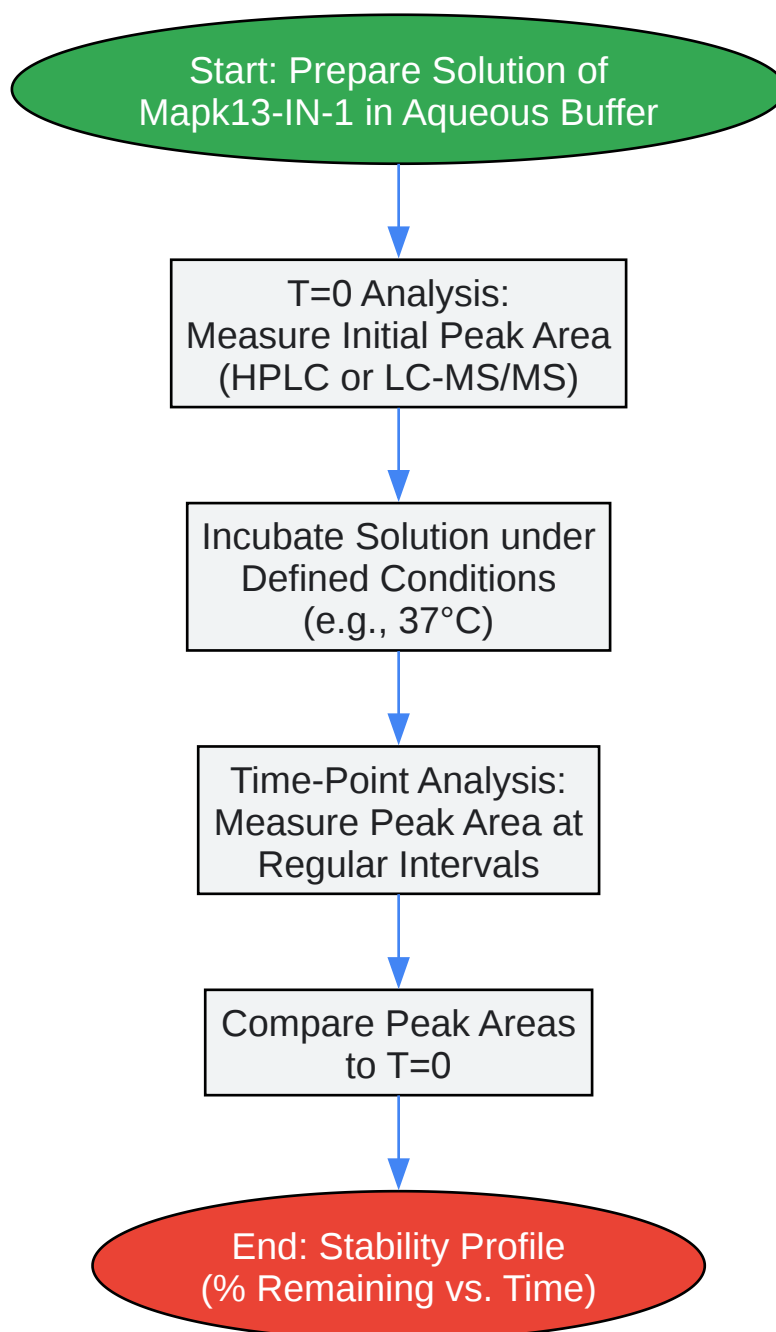 Start: Prepare Solution of
Mapk13-IN-1 in Aqueous Buffer
T=0 Analysis:
Measure Initial Peak Area
(HPLC or LC-MS/MS)
Incubate Solution under
Defined Conditions
(e.g., 37°C)
Time-Point Analysis:
Measure Peak Area at
Regular Intervals
Compare Peak Areas
to T=0
End: Stability Profile
(% Remaining vs. Time)